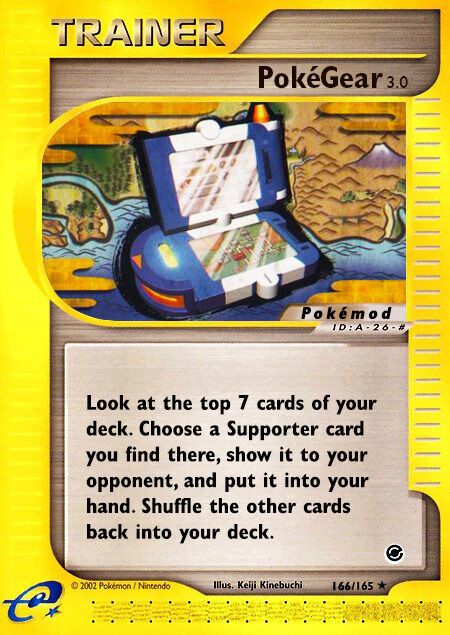 TRAINER
PokéGear 3.0
Pokémod
ID:A-26-#
Look at the top 7 cards of your
deck. Choose a Supporter card
you find there, show it to your
opponent, and put it into your
hand. Shuffle the other cards
back into your deck.
© 2002 Pokémon / Nintendo Illus. Keiji Kinebuchi 166/165 ★
e